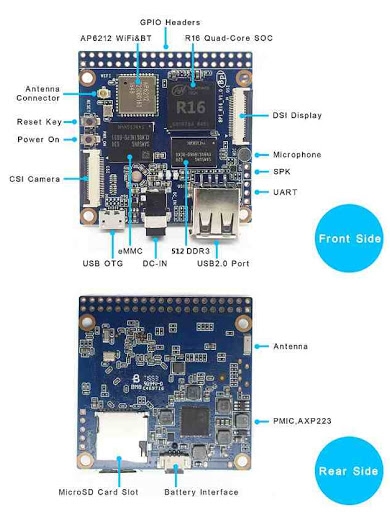 GPIO Headers
AP6212 WiFi&BT
R16 Quad-Core SOC
Antenna
Connector
Reset Key
Power On
CSI Camera
DSI Display
Microphone
SPK
UART
R16
Front Side
eMMC
512 DDR3
USB OTG
DC-IN
USB2.0 Port
Antenna
PMIC,AXP223
Rear Side
MicroSD Card Slot
Battery Interface